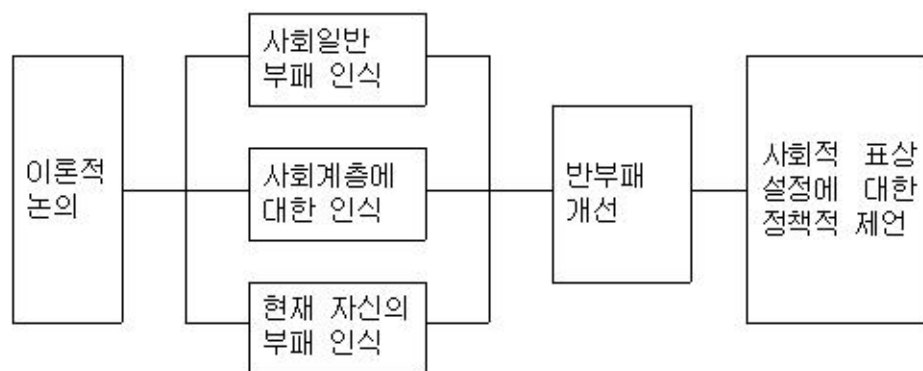 이론적
논의
사회일반
부패 인식
사회계층에
대한 인식
현재 자신의
부패 인식
반부패
개선
사회적 표상
설정에 대한
정책적 제언